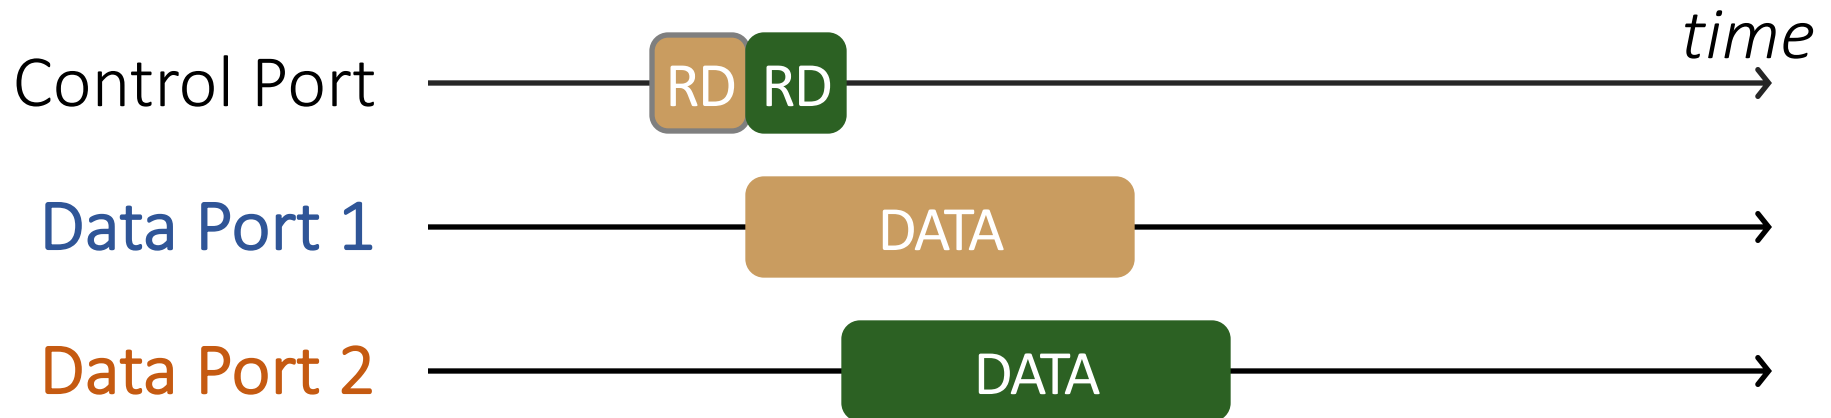 time
Control Port RD RD
Data Port 1 DATA
Data Port 2 DATA